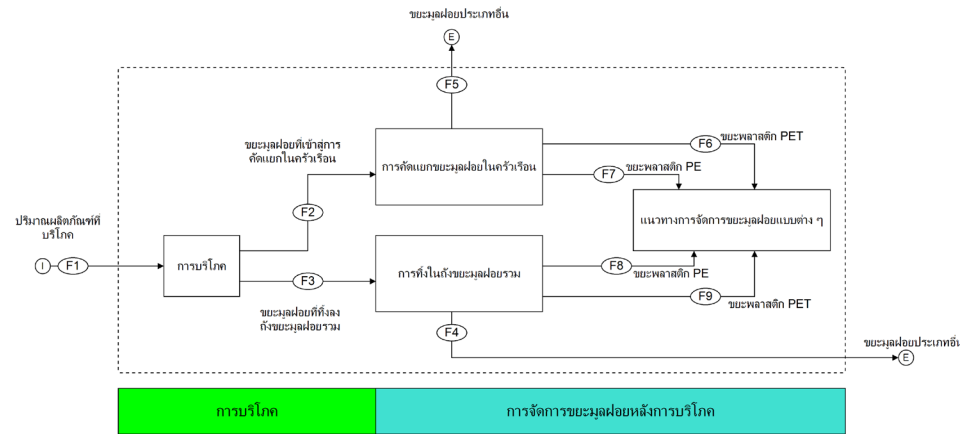 ขยะมูลฝอยประเภทอื่น
E
F5
ขยะมูลฝอยที่เข้าสู่การ
คัดแยกในครัวเรือน
การคัดแยกขยะมูลฝอยในครัวเรือน
F6
ขยะพลาสติก PET
F7
ขยะพลาสติก PE
F2
แนวทางการจัดการขยะมูลฝอยแบบต่าง ๆ
ปริมาณผลิตภัณฑ์ที่
บริโภค
I
F1
การบริโภค
F3
การทิ้งในถังขยะมูลฝอยรวม
F8
ขยะพลาสติก PE
F9
ขยะพลาสติก PET
ขยะมูลฝอยที่ทิ้งลง
ถังขยะมูลฝอยรวม
F4
ขยะมูลฝอยประเภทอื่น
E
การบริโภค
การจัดการขยะมูลฝอยหลังการบริโภค